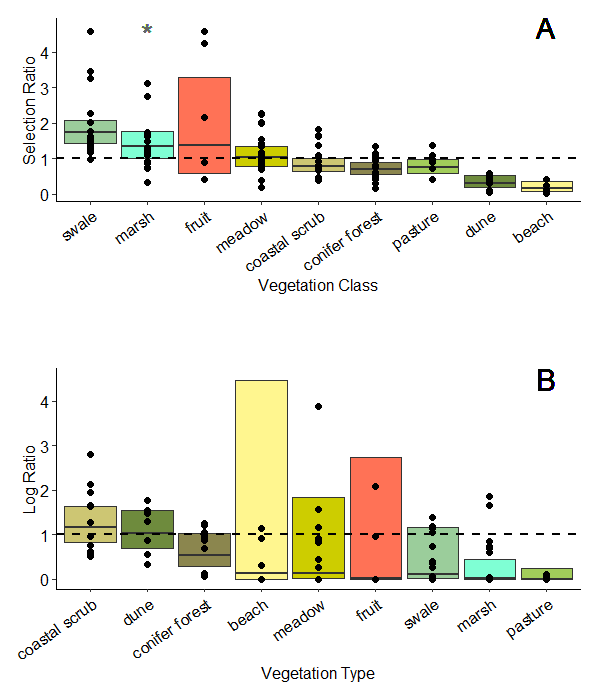 A
*
Selection Ratio
4
3
2
1
0
swale
marsh
fruit
meadow
coastal scrub
conifer forest
pasture
dune
beach
Vegetation Class
B
Log Ratio
4
3
2
1
0
coastal scrub
dune
conifer forest
beach
meadow
fruit
swale
marsh
pasture
Vegetation Type